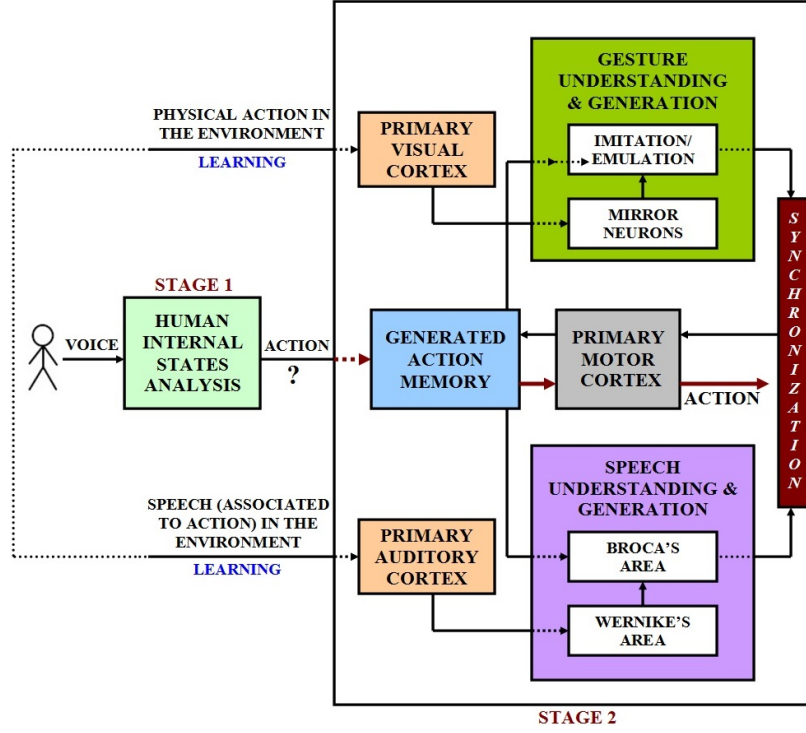 GESTURE
UNDERSTANDING
& GENERATION
PHYSICAL ACTION IN
THE ENVIRONMENT
LEARNING
PRIMARY
VISUAL
CORTEX
IMITATION/
EMULATION
MIRROR
NEURONS
SYNCHRONIZATION
STAGE 1
VOICE
HUMAN
INTERNAL
STATES
ANALYSIS
ACTION
?
GENERATED
ACTION
MEMORY
PRIMARY
MOTOR
CORTEX
ACTION
SPEECH (ASSOCIATED
TO ACTION) IN THE
ENVIRONMENT
LEARNING
PRIMARY
AUDITORY
CORTEX
SPEECH
UNDERSTANDING &
GENERATION
BROCA'S
AREA
WERNIKE'S
AREA
STAGE 2